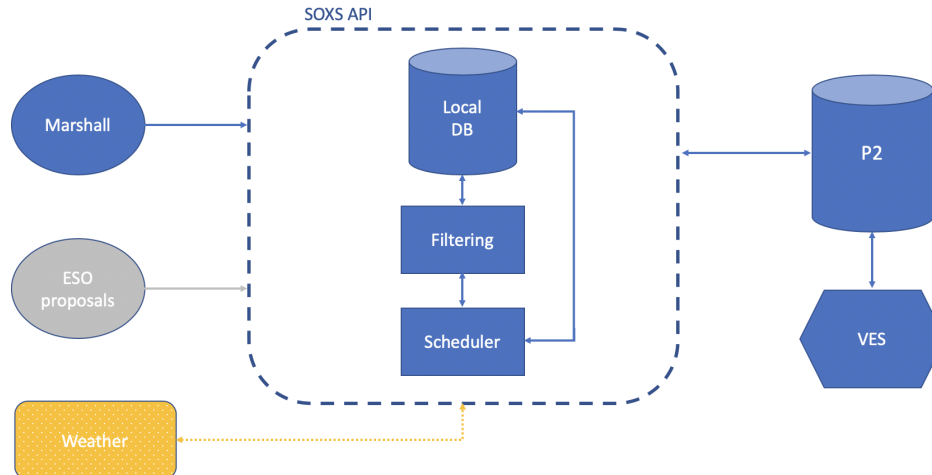 SOXS API
Marshall
Local
DB
P2
Filtering
ESO
proposals
Scheduler
VES
Weather